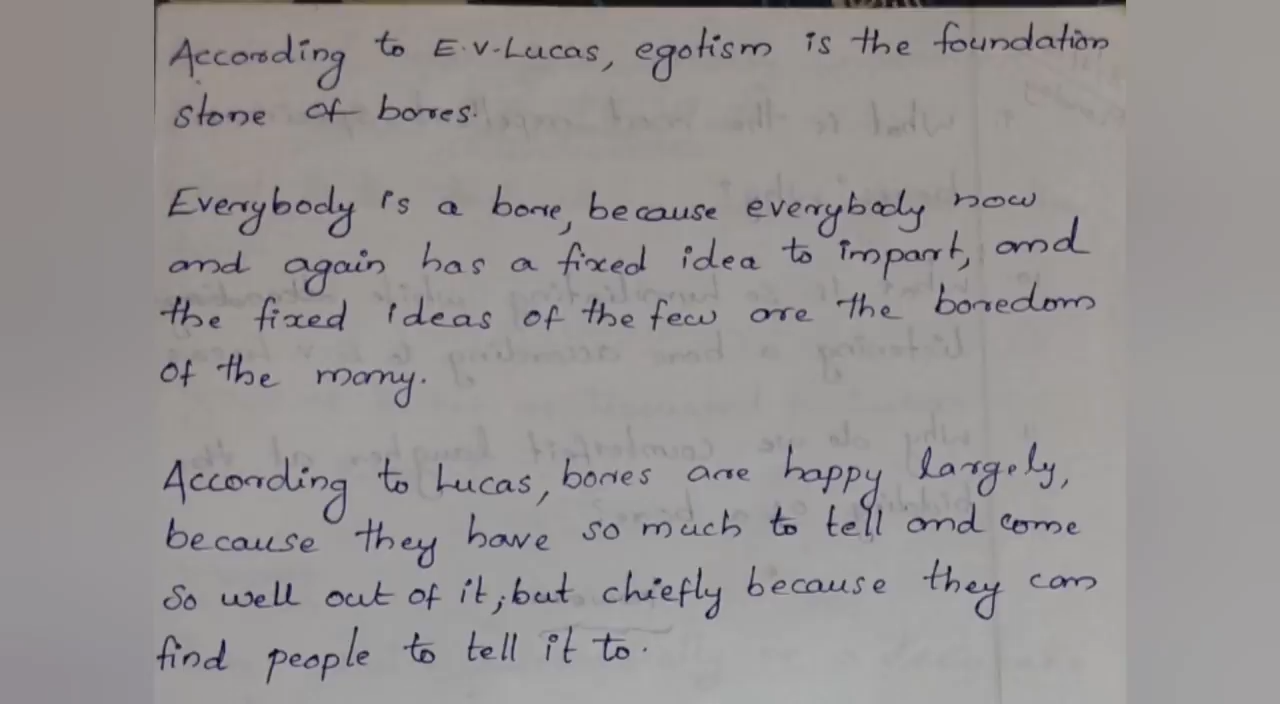 According to E.V.Lucas, egotism is the foundation
stone of bores.
Everybody is a bore, because everybody now
and again has a fixed idea to impart, and
the fixed ideas of the few are the boredom
of the many.
According to Lucas, bores are happy largely,
because they have so much to tell and come
so well out of it; but chiefly because they can
find people to tell it to.